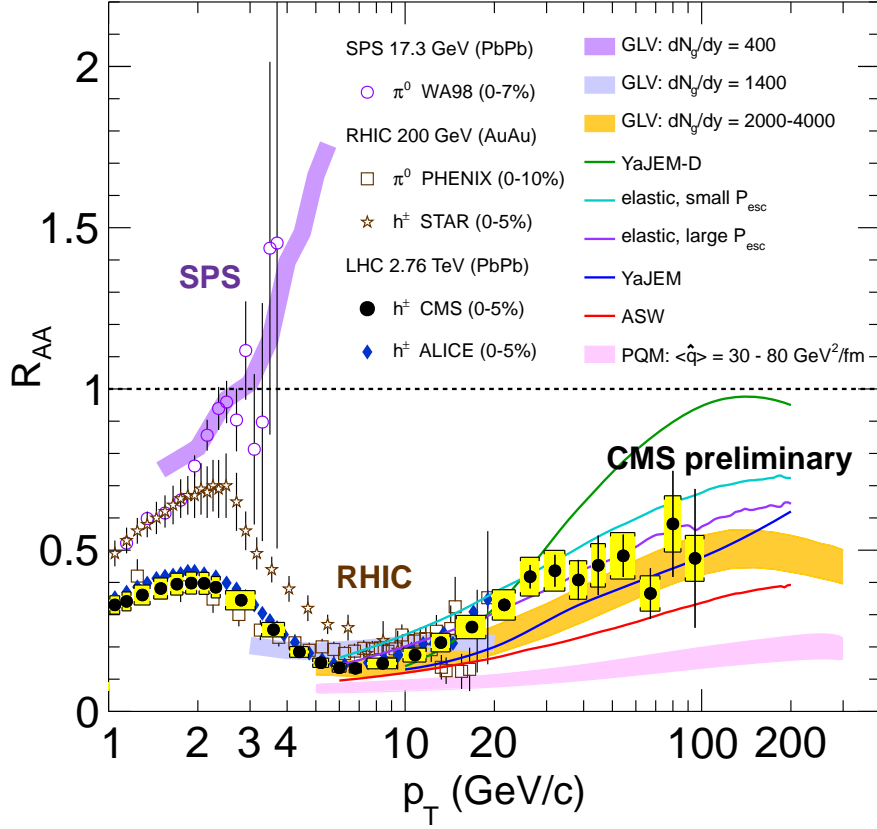 2
1.5
1
0.5
0
R_AA
SPS 17.3 GeV (PbPb)
π⁰ WA98 (0-7%)
RHIC 200 GeV (AuAu)
π⁰ PHENIX (0-10%)
h± STAR (0-5%)
LHC 2.76 TeV (PbPb)
h± CMS (0-5%)
h± ALICE (0-5%)
GLV: dN_g/dy = 400
GLV: dN_g/dy = 1400
GLV: dN_g/dy = 2000-4000
YaJEM-D
elastic, small P_esc
elastic, large P_esc
YaJEM
ASW
PQM: <q̂> = 30 - 80 GeV²/fm
SPS
CMS preliminary
RHIC
1 2 3 4 10 20 100 200
p_T (GeV/c)